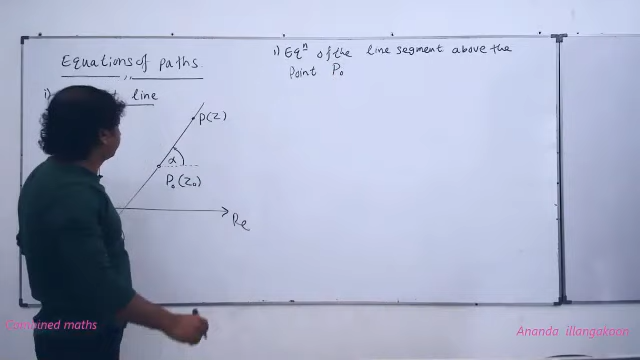 Equations of paths.
i)
line
P(Z)
α
P₀(Z₀)
Re
1) Eqⁿ of the line segment above the
Point P₀
Combined maths
Ananda illangakoon